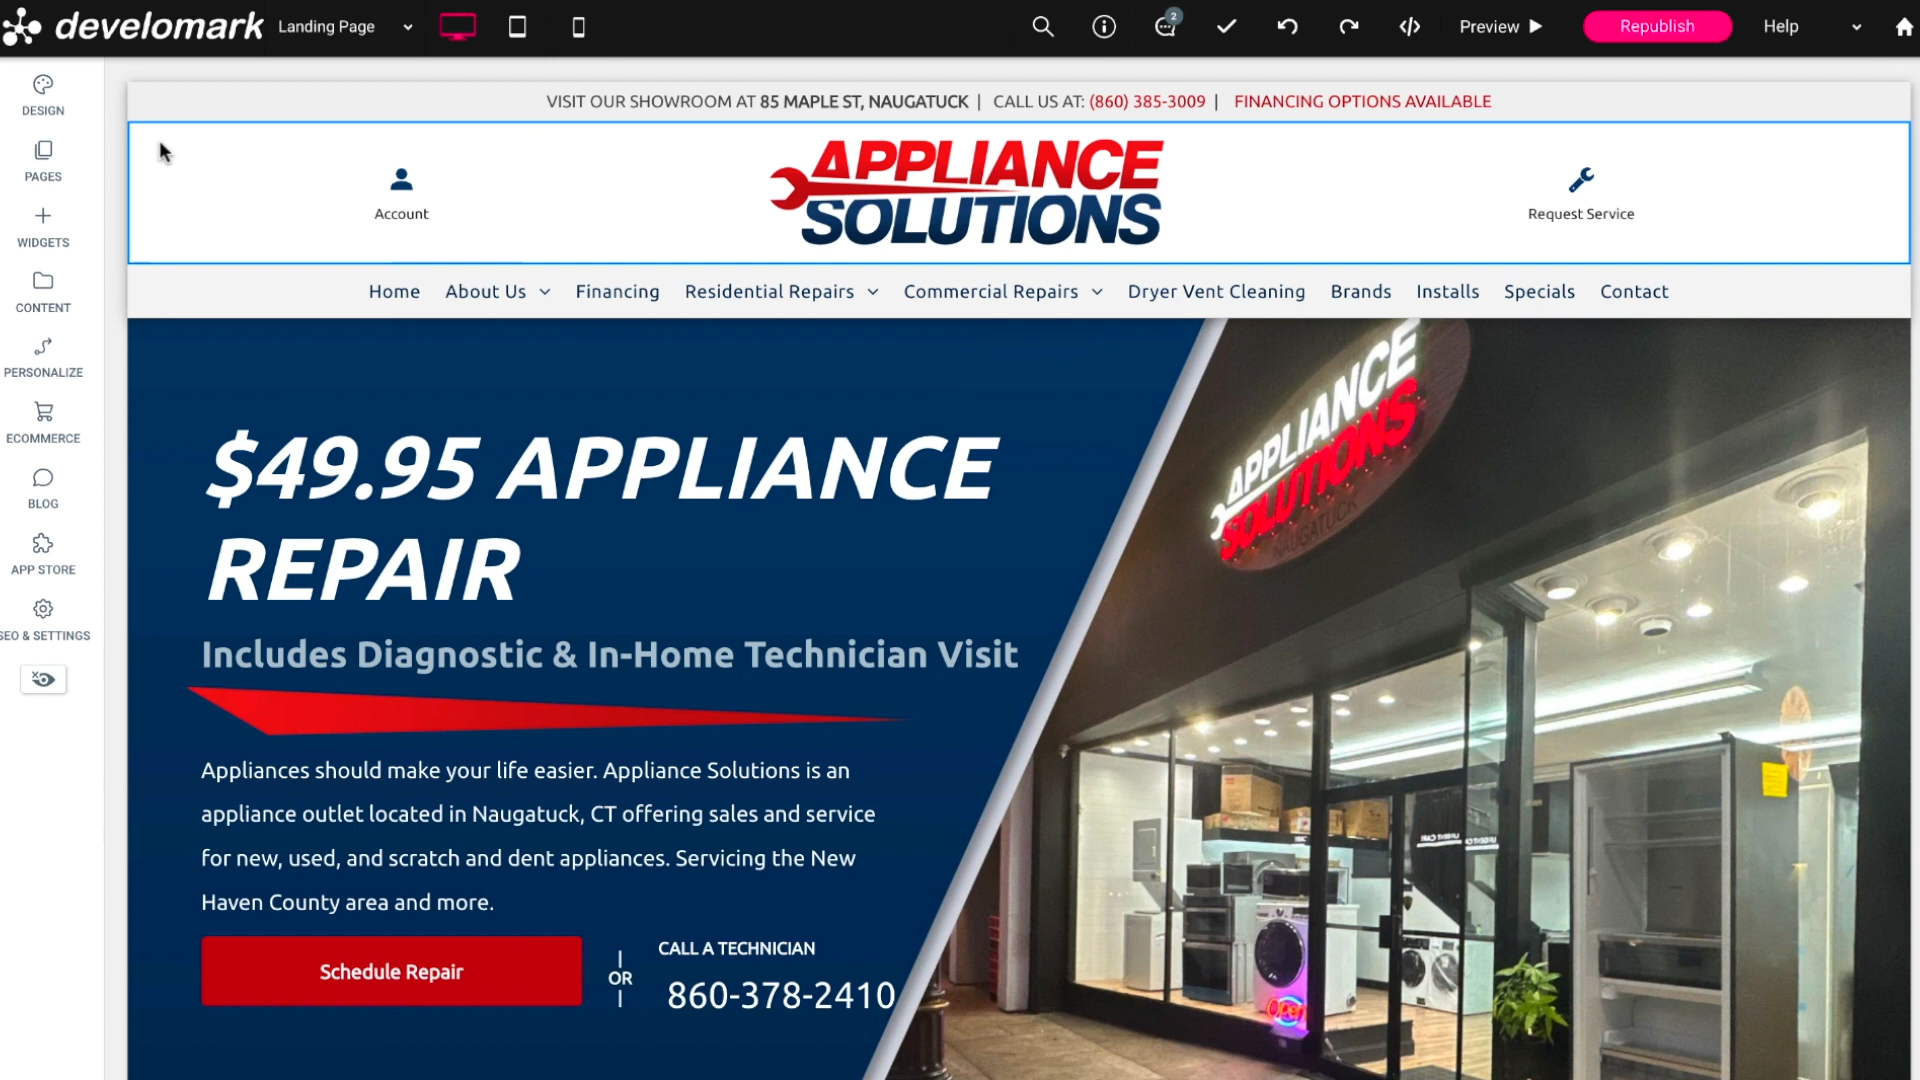 develomark Landing Page 2 Preview Republish Help
DESIGN
PAGES
WIDGETS
CONTENT
PERSONALIZE
ECOMMERCE
BLOG
APP STORE
SEO & SETTINGS
VISIT OUR SHOWROOM AT 85 MAPLE ST, NAUGATUCK | CALL US AT: (860) 385-3009 | FINANCING OPTIONS AVAILABLE
Account
APPLIANCE
SOLUTIONS
Request Service
Home About Us Financing Residential Repairs Commercial Repairs Dryer Vent Cleaning Brands Installs Specials Contact
$49.95 APPLIANCE
REPAIR
Includes Diagnostic & In-Home Technician Visit
Appliances should make your life easier. Appliance Solutions is an
appliance outlet located in Naugatuck, CT offering sales and service
for new, used, and scratch and dent appliances. Servicing the New
Haven County area and more.
Schedule Repair
OR
CALL A TECHNICIAN
860-378-2410
APPLIANCE
SOLUTIONS
NAUGATUCK
Open